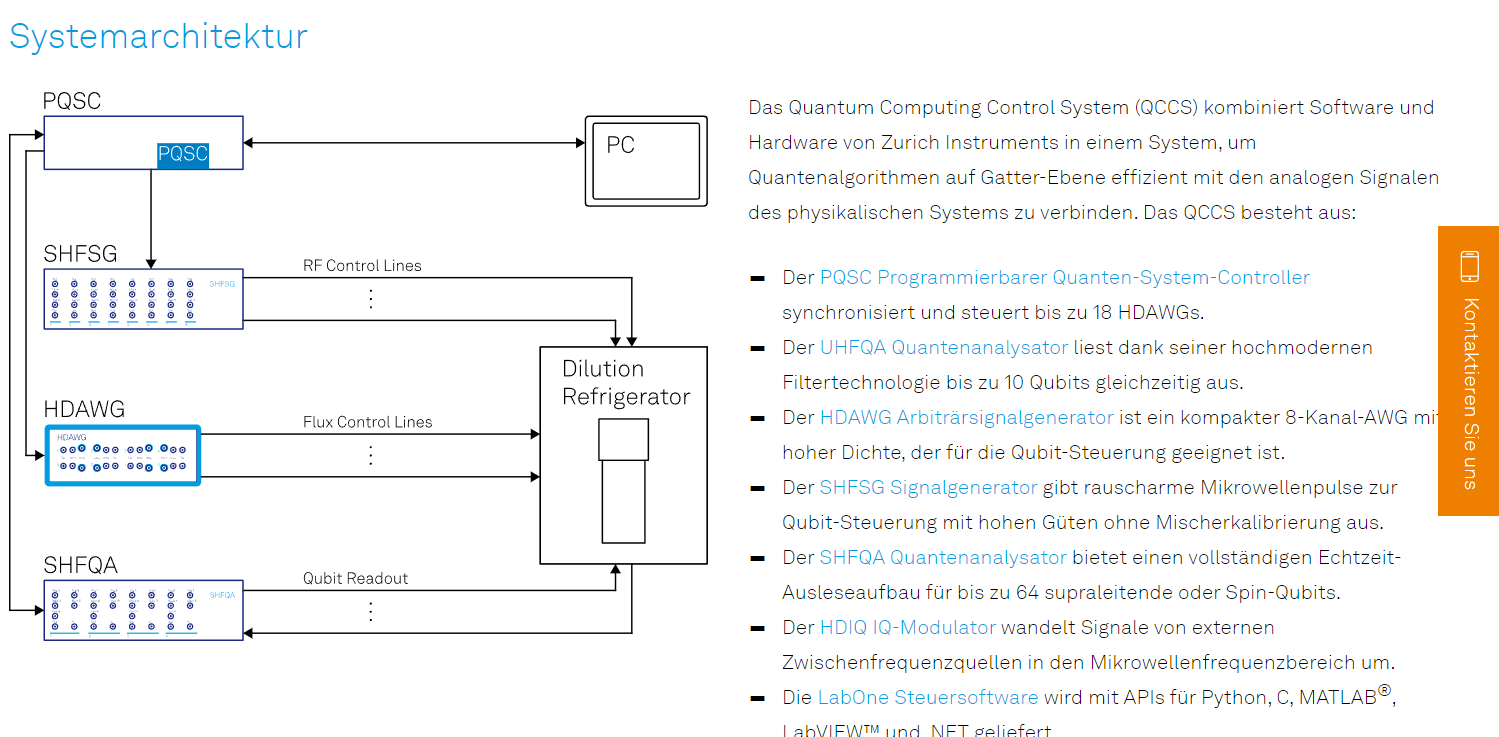 Systemarchitektur
PQSC
PQSC
PC
SHFSG
SHFSG
RF Control Lines
Dilution
Refrigerator
HDAWG
HDAWG
Flux Control Lines
SHFQA
SHFQA
Qubit Readout
Das Quantum Computing Control System (QCCS) kombiniert Software und
Hardware von Zurich Instruments in einem System, um
Quantenalgorithmen auf Gatter-Ebene effizient mit den analogen Signalen
des physikalischen Systems zu verbinden. Das QCCS besteht aus:
Der PQSC Programmierbarer Quanten-System-Controller
synchronisiert und steuert bis zu 18 HDAWGs.
Der UHFQA Quantenanalysator liest dank seiner hochmodernen
Filtertechnologie bis zu 10 Qubits gleichzeitig aus.
Der HDAWG Arbiträrsignalgenerator ist ein kompakter 8-Kanal-AWG mit
hoher Dichte, der für die Qubit-Steuerung geeignet ist.
Der SHFSG Signalgenerator gibt rauscharme Mikrowellenpulse zur
Qubit-Steuerung mit hohen Güten ohne Mischerkalibrierung aus.
Der SHFQA Quantenanalysator bietet einen vollständigen Echtzeit-
Ausleseaufbau für bis zu 64 supraleitende oder Spin-Qubits.
Der HDIQ IQ-Modulator wandelt Signale von externen
Zwischenfrequenzquellen in den Mikrowellenfrequenzbereich um.
Die LabOne Steuersoftware wird mit APIs für Python, C, MATLAB®,
LabVIEW™ und .NET geliefert
Kontaktieren Sie uns